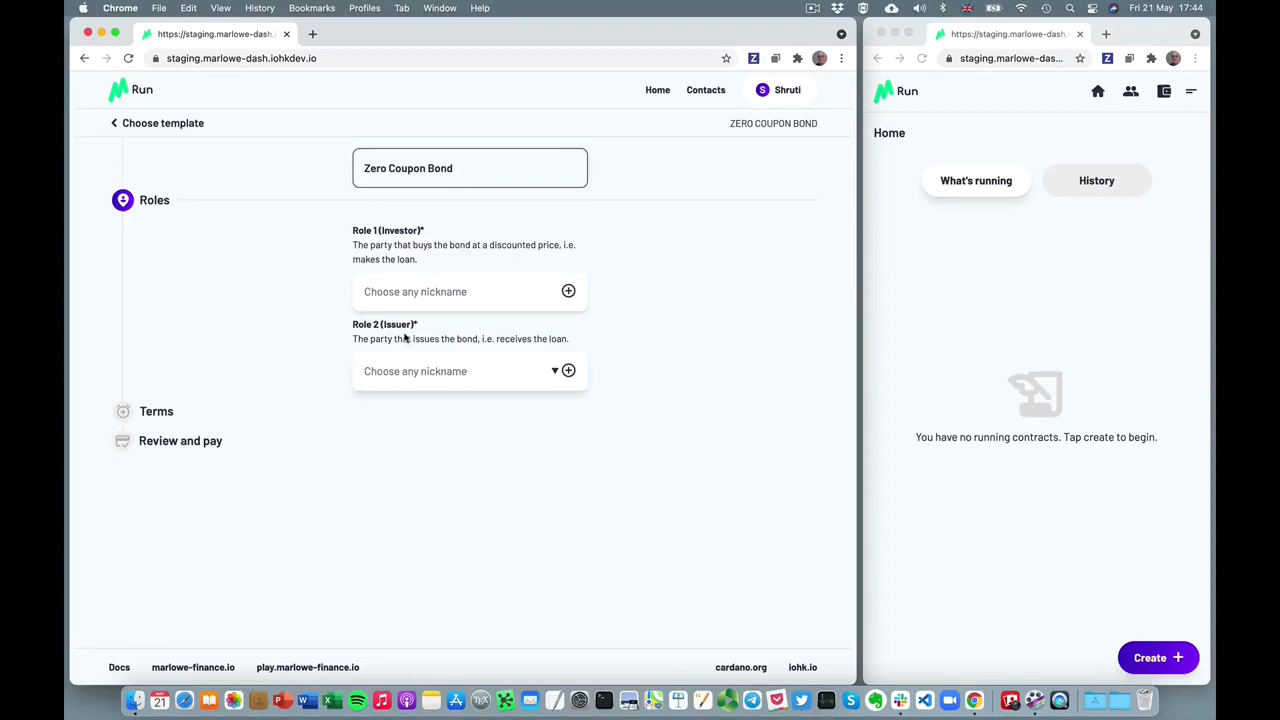 Chrome File Edit View History Bookmarks Profiles Tab Window Help Fri 21 May 17:44
https://staging.marlowe-dash.i
staging.marlowe-dash.iohkdev.io
Run
Home Contacts S Shruti
Choose template ZERO COUPON BOND
Zero Coupon Bond
Roles
Role 1 (Investor)*
The party that buys the bond at a discounted price, i.e.
makes the loan.
Choose any nickname
Role 2 (Issuer)*
The party that issues the bond, i.e. receives the loan.
Choose any nickname
Terms
Review and pay
Docs marlowe-finance.io play.marlowe-finance.io cardano.org iohk.io
https://staging.marlowe-dash.
staging.marlowe-das...
Run
Home
What's running History
You have no running contracts. Tap create to begin.
Create +